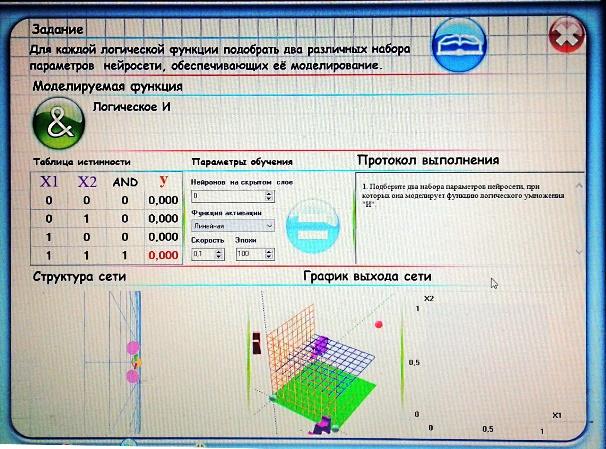 Задание
Для каждой логической функции подобрать два различных набора
параметров нейросети, обеспечивающих её моделирование.
Моделируемая функция
&
Логическое И
Таблица истинности
X1 X2 AND y
0 0 0 0,000
0 1 0 0,000
1 0 0 0,000
1 1 1 0,000
Параметры обучения
Нейронов на скрытом слое
0
Функция активации
Линейная
Скорость Эпохи
0,1 100
Протокол выполнения
1. Подберите два набора параметров нейросети, при
которых она моделирует функцию логического умножения
"И".
Структура сети
График выхода сети
X2
1
0,5
0
0 0,5 1
X1